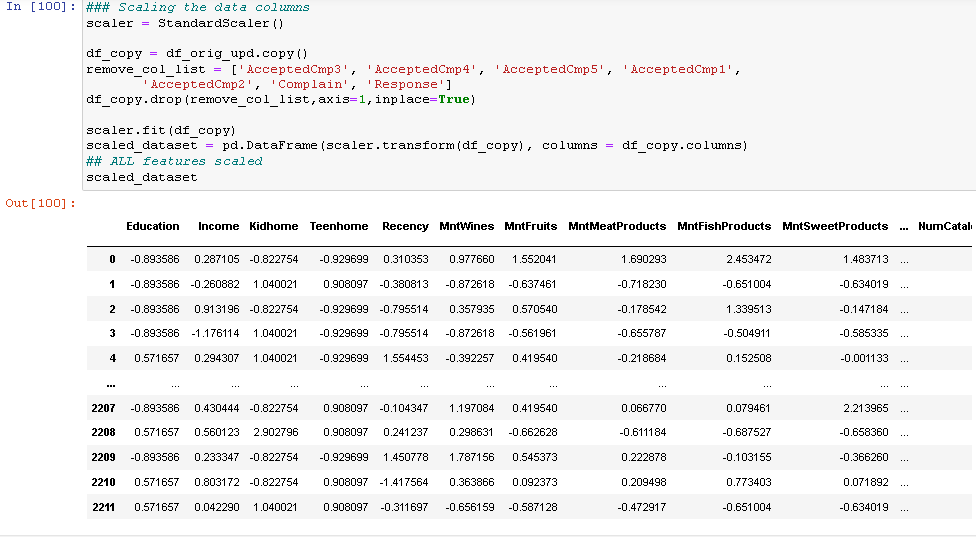 In [100]: ### Scaling the data columns
scaler = StandardScaler()
df_copy = df_orig_upd.copy()
remove_col_list = ['AcceptedCmp3', 'AcceptedCmp4', 'AcceptedCmp5', 'AcceptedCmp1',
'AcceptedCmp2', 'Complain', 'Response']
df_copy.drop(remove_col_list,axis=1,inplace=True)
scaler.fit(df_copy)
scaled_dataset = pd.DataFrame(scaler.transform(df_copy), columns = df_copy.columns)
## ALL features scaled
scaled_dataset
Out[100]:
Education Income Kidhome Teenhome Recency MntWines MntFruits MntMeatProducts MntFishProducts MntSweetProducts ... NumCatal
0 -0.893586 0.287105 -0.822754 -0.929699 0.310353 0.977660 1.552041 1.690293 2.453472 1.483713 ...
1 -0.893586 -0.260882 1.040021 0.908097 -0.380813 -0.872618 -0.637461 -0.718230 -0.651004 -0.634019 ...
2 -0.893586 0.913196 -0.822754 -0.929699 -0.795514 0.357935 0.570540 -0.178542 1.339513 -0.147184 ...
3 -0.893586 -1.176114 1.040021 -0.929699 -0.795514 -0.872618 -0.561961 -0.655787 -0.504911 -0.585335 ...
4 0.571657 0.294307 1.040021 -0.929699 1.554453 -0.392257 0.419540 -0.218684 0.152508 -0.001133 ...
... ... ... ... ... ... ... ... ... ... ... ...
2207 -0.893586 0.430444 -0.822754 0.908097 -0.104347 1.197084 0.419540 0.066770 0.079461 2.213965 ...
2208 0.571657 0.560123 2.902796 0.908097 0.241237 0.298631 -0.662628 -0.611184 -0.687527 -0.658360 ...
2209 -0.893586 0.233347 -0.822754 -0.929699 1.450778 1.787156 0.545373 0.222878 -0.103155 -0.366260 ...
2210 0.571657 0.803172 -0.822754 0.908097 -1.417564 0.363866 0.092373 0.209498 0.773403 0.071892 ...
2211 0.571657 0.042290 1.040021 0.908097 -0.311697 -0.656159 -0.587128 -0.472917 -0.651004 -0.634019 ...